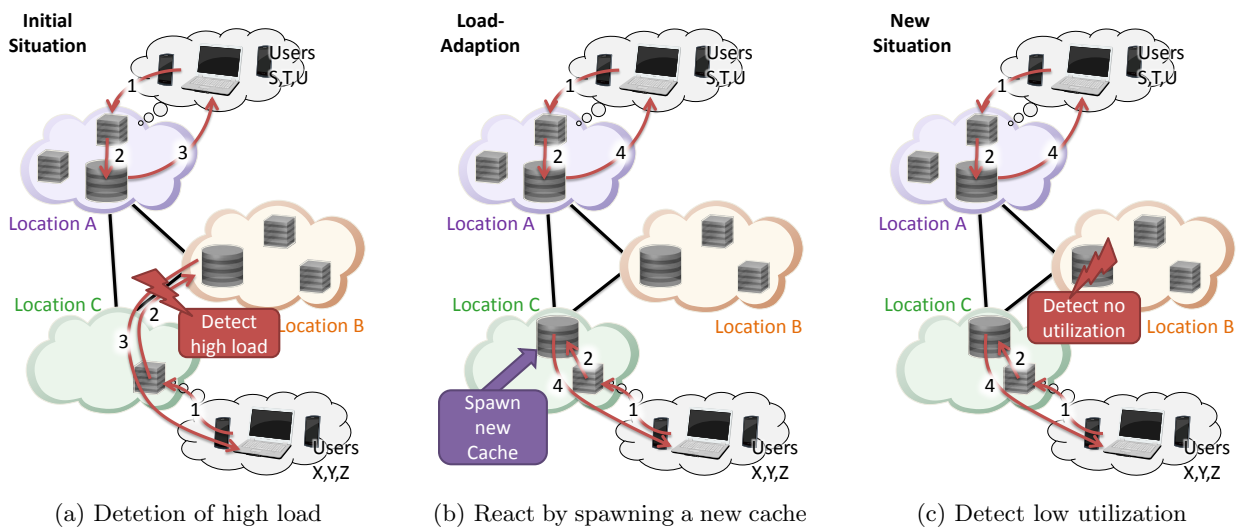 Initial
Situation
Users
S,T,U
1
2
3
Location A
Location C
Location B
2
3
Detect
high load
1
Users
X,Y,Z
(a) Detetion of high load
Load-
Adaption
Users
S,T,U
1
2
4
Location A
Location C
Location B
2
4
1
Spawn
new
Cache
Users
X,Y,Z
(b) React by spawning a new cache
New
Situation
Users
S,T,U
1
2
4
Location A
Location C
Detect no
utilization
Location B
2
4
1
Users
X,Y,Z
(c) Detect low utilization